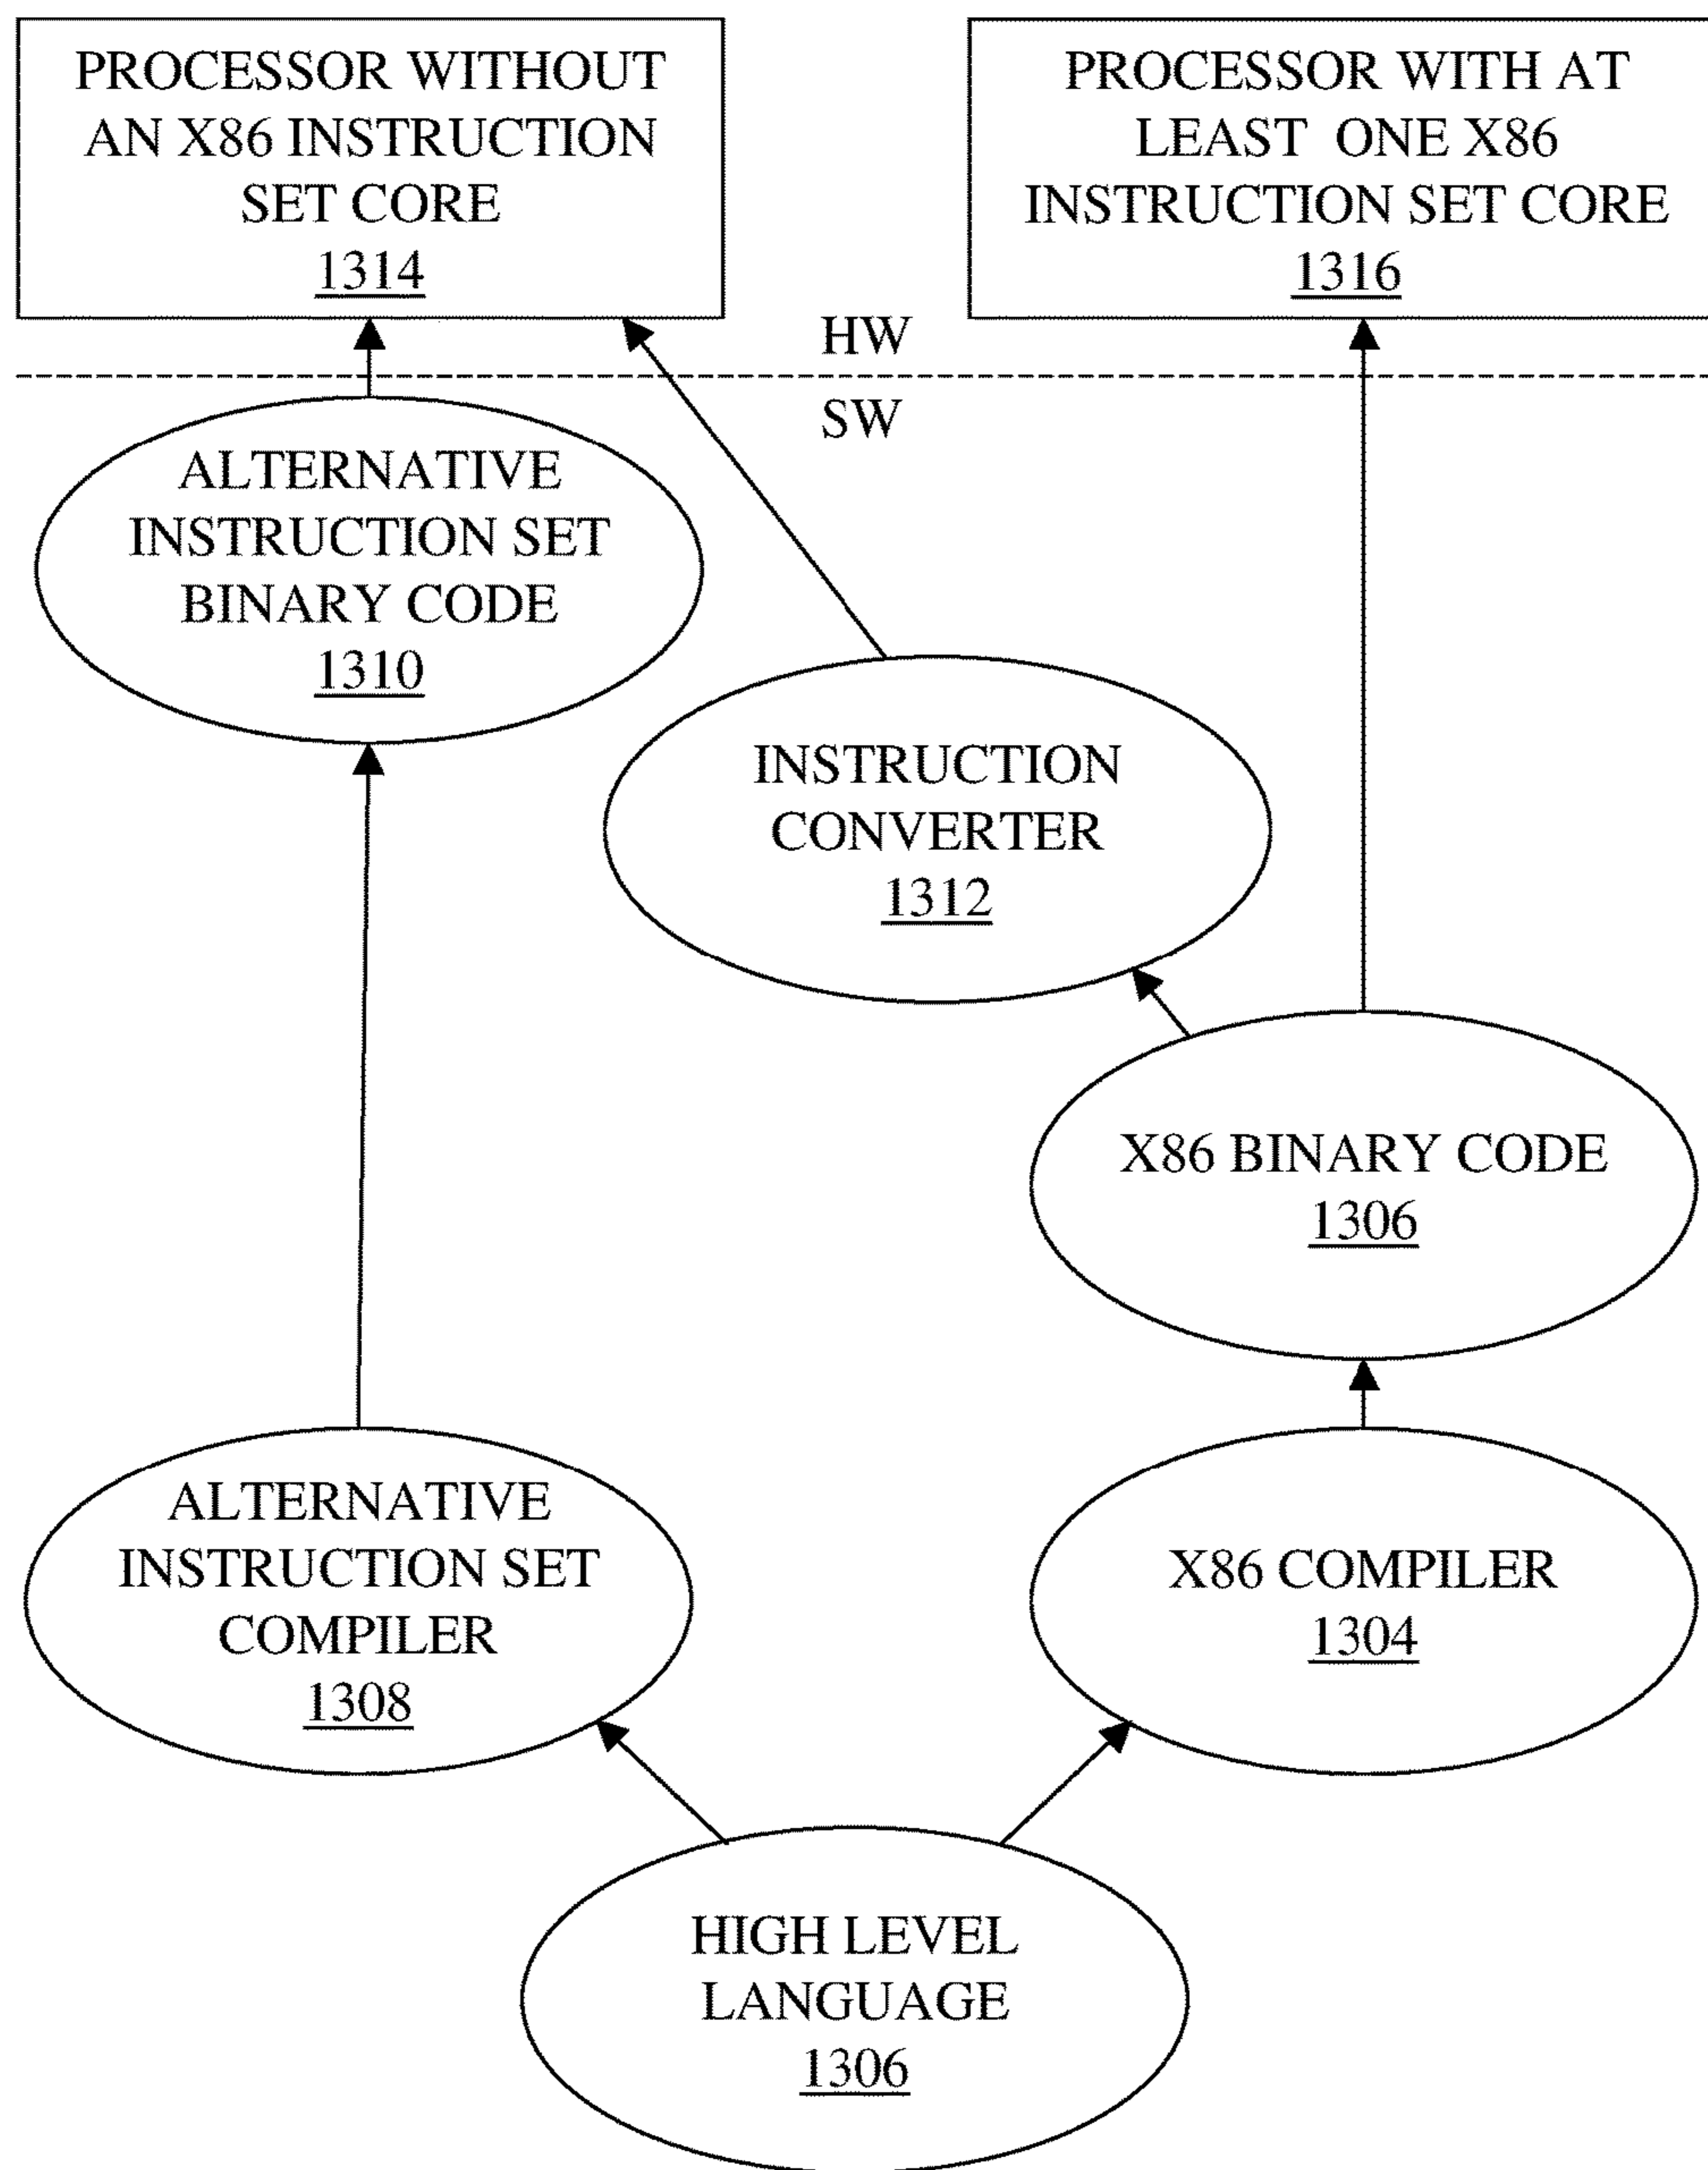 PROCESSOR WITHOUT
AN X86 INSTRUCTION
SET CORE
1314
PROCESSOR WITH AT
LEAST ONE X86
INSTRUCTION SET CORE
1316
HW
SW
ALTERNATIVE
INSTRUCTION SET
BINARY CODE
1310
INSTRUCTION
CONVERTER
1312
X86 BINARY CODE
1306
ALTERNATIVE
INSTRUCTION SET
COMPILER
1308
X86 COMPILER
1304
HIGH LEVEL
LANGUAGE
1306